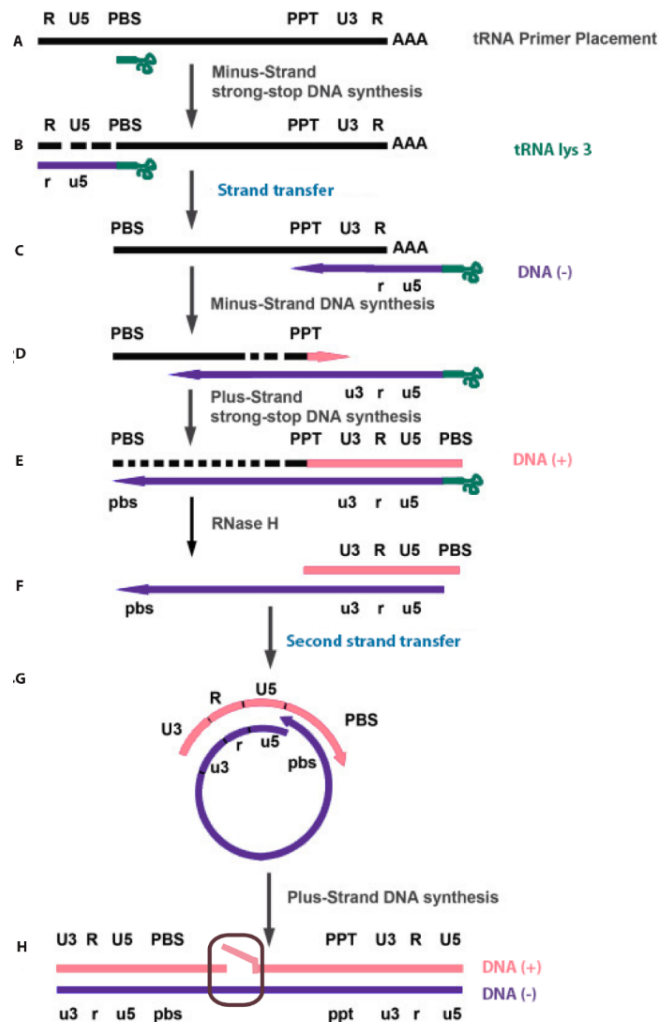 R U5 PBS PPT U3 R
A AAA tRNA Primer Placement
Minus-Strand
strong-stop DNA synthesis
R U5 PBS PPT U3 R
B AAA tRNA lys 3
r u5
Strand transfer
PBS PPT U3 R
C AAA
DNA (-)
r u5
Minus-Strand DNA synthesis
PBS PPT
D
u3 r u5
Plus-Strand
strong-stop DNA synthesis
PBS PPT U3 R U5 PBS
E DNA (+)
pbs u3 r u5
RNase H
U3 R U5 PBS
F
pbs u3 r u5
Second strand transfer
G
U5
R
PBS
U3
r u5
pbs
u3
Plus-Strand DNA synthesis
H U3 R U5 PBS PPT U3 R U5
DNA (+)
DNA (-)
u3 r u5 pbs ppt u3 r u5